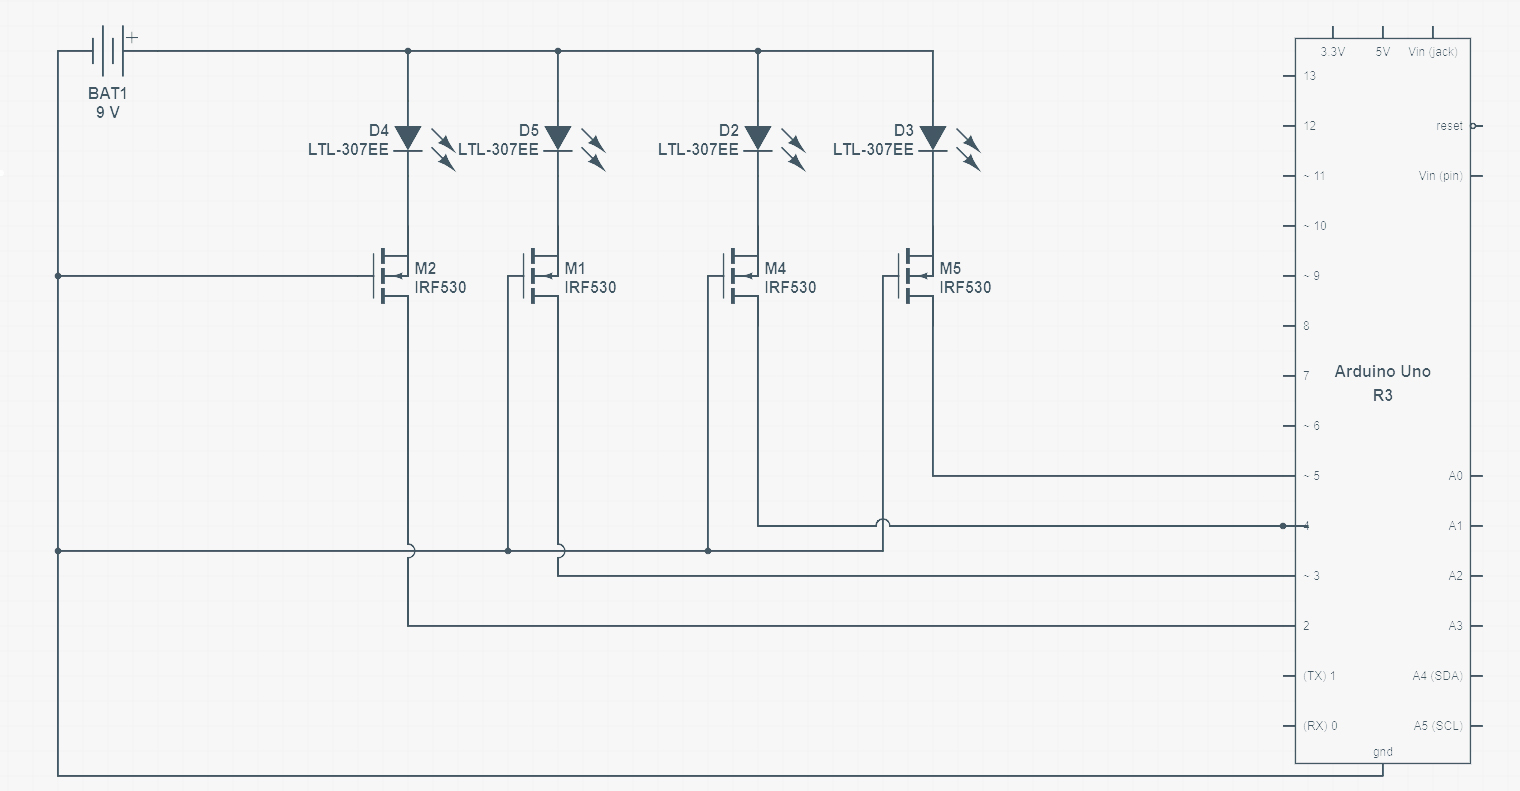 +
BAT1
9 V
D4
LTL-307EE
D5
LTL-307EE
D2
LTL-307EE
D3
LTL-307EE
M2
IRF530
M1
IRF530
M4
IRF530
M5
IRF530
3.3V
5V
Vin (jack)
13
12
~ 11
~ 10
~ 9
8
7
~ 6
~ 5
4
~ 3
2
(TX) 1
(RX) 0
reset
Vin (pin)
Arduino Uno
R3
A0
A1
A2
A3
A4 (SDA)
A5 (SCL)
gnd